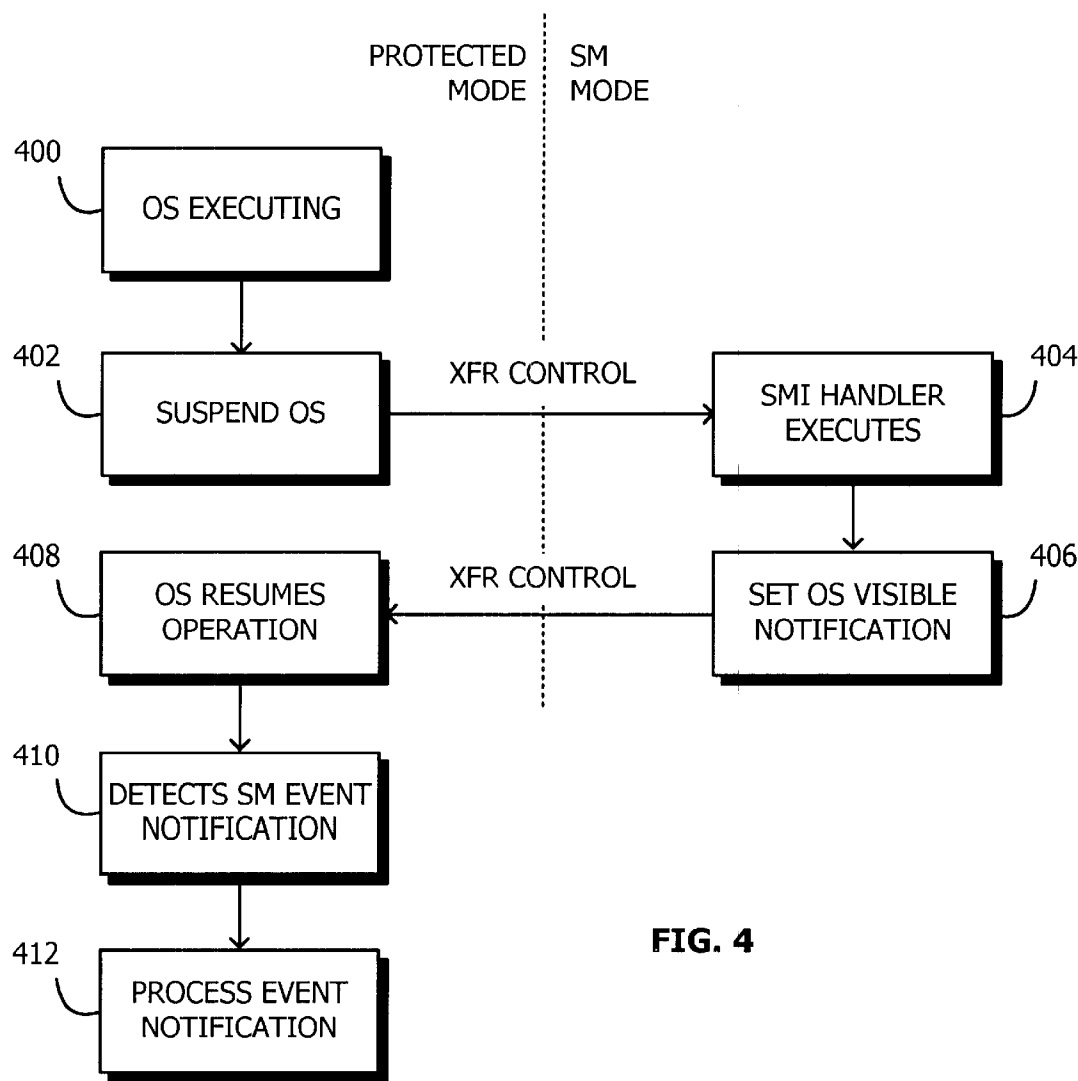 PROTECTED
MODE
SM
MODE
400
OS EXECUTING
402
SUSPEND OS
XFR CONTROL
SMI HANDLER
EXECUTES
404
408
OS RESUMES
OPERATION
XFR CONTROL
SET OS VISIBLE
NOTIFICATION
406
410
DETECTS SM EVENT
NOTIFICATION
412
PROCESS EVENT
NOTIFICATION
FIG. 4